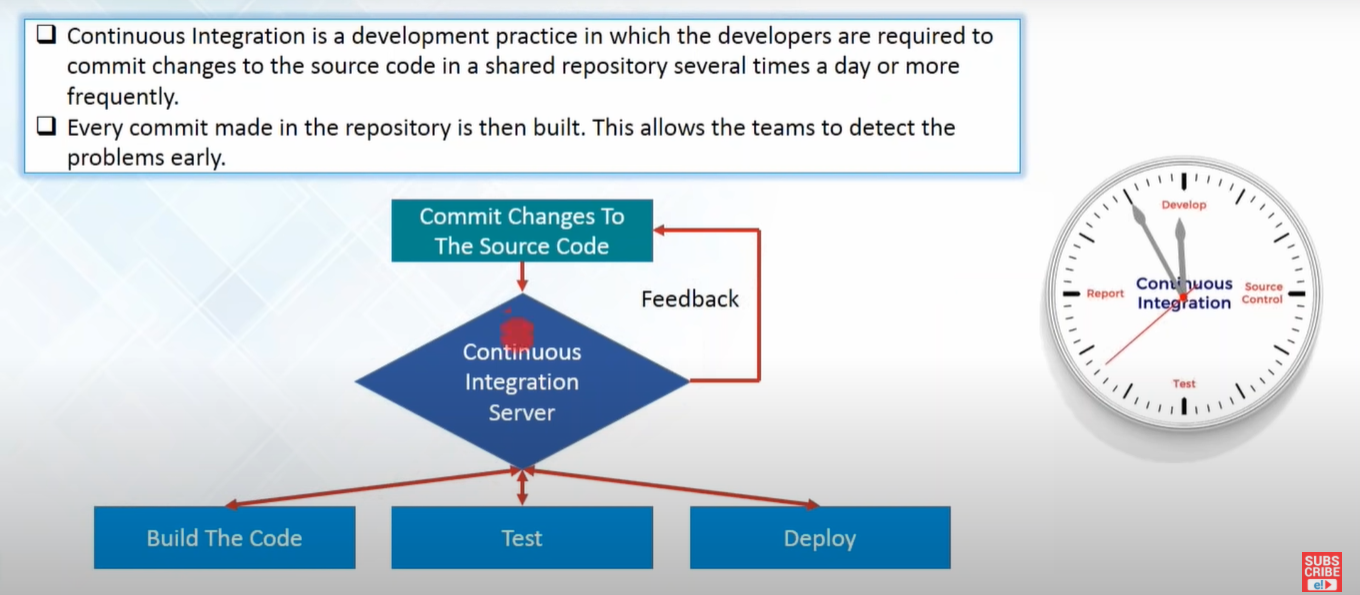 Continuous Integration is a development practice in which the developers are required to
commit changes to the source code in a shared repository several times a day or more
frequently.
Every commit made in the repository is then built. This allows the teams to detect the
problems early.
Commit Changes To
The Source Code
Feedback
Continuous
Integration
Server
Build The Code
Test
Deploy
Develop
Report
Continuous
Integration
Source
Control
Test
SUBS
CRIBE
e!